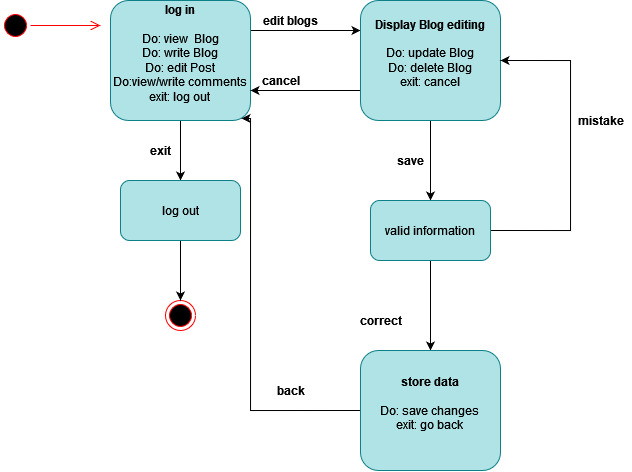 log in
Do: view  Blog
Do: write Blog
Do: edit Post
Do:view/write comments
exit: log out
edit blogs
Display Blog editing
Do: update Blog
Do: delete Blog
exit: cancel
cancel
mistake
exit
save
log out
valid information
correct
back
store data
Do: save changes
exit: go back